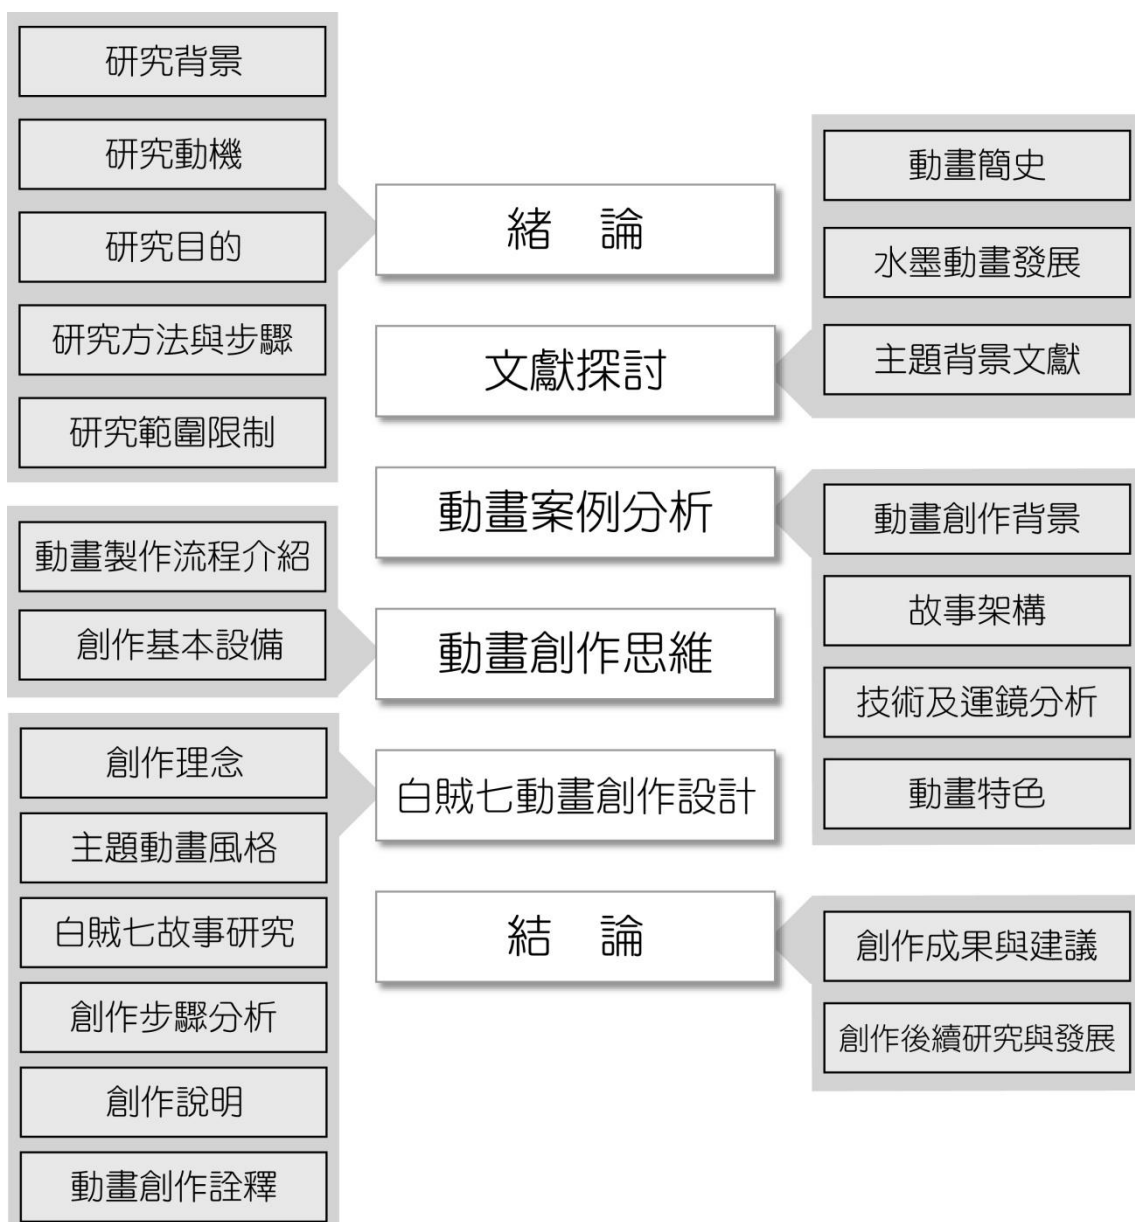 研究背景
研究動機
研究目的
研究方法與步驟
研究範圍限制
緒 論
動畫簡史
水墨動畫發展
主題背景文獻
文獻探討
動畫案例分析
動畫創作背景
故事架構
技術及運鏡分析
動畫特色
動畫製作流程介紹
創作基本設備
動畫創作思維
創作理念
主題動畫風格
白賊七故事研究
創作步驟分析
創作說明
動畫創作詮釋
白賊七動畫創作設計
結 論
創作成果與建議
創作後續研究與發展